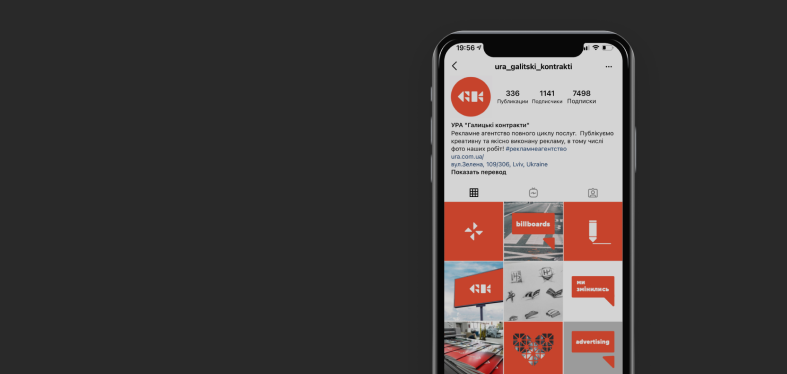 19:56
ura_galitski_kontrakti
336 1141 7498
Публикации Подписчики Подписки
УРА "Галицькі контракти"
Рекламне агентство повного циклу послуг. Публікуємо
креативну та якісно виконану рекламу, в тому числі
фото наших робіт! #рекламнеагентство
ura.com.ua/
вул.Зелена, 109/306, Lviv, Ukraine
Показать перевод
billboards
ми
змінились
advertising